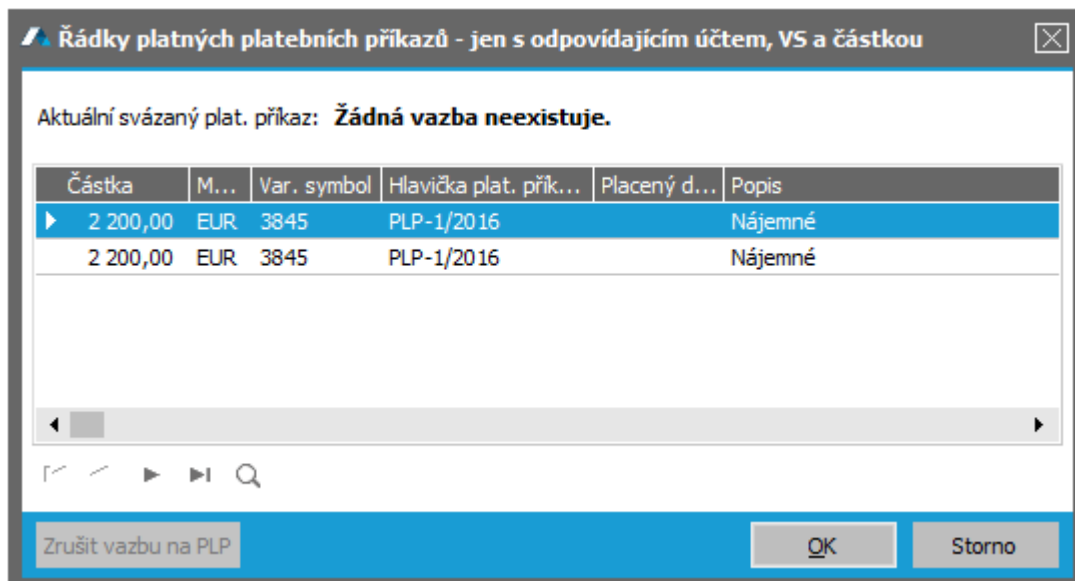 Řádky platných platebních příkazů - jen s odpovídajícím účtem, VS a částkou
Aktuální svázaný plat. příkaz: Žádná vazba neexistuje.
Částka M... Var. symbol Hlavička plat. přík... Placený d... Popis
2 200,00 EUR 3845 PLP-1/2016 Nájemné
2 200,00 EUR 3845 PLP-1/2016 Nájemné
Zrušit vazbu na PLP OK Storno